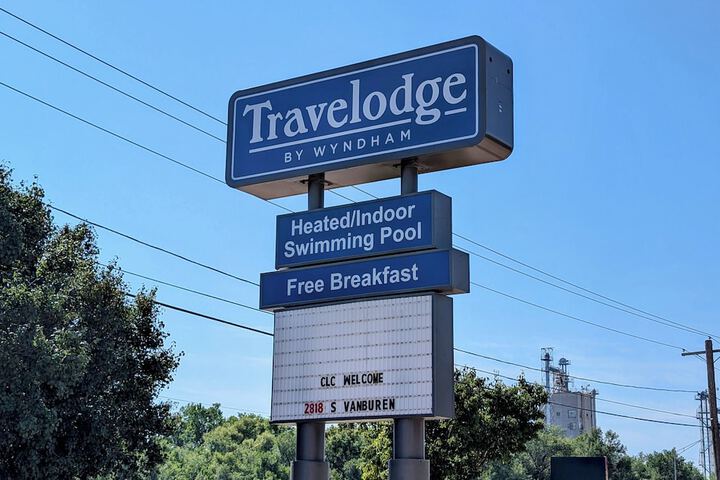 Travelodge
BY WYNDHAM
Heated/Indoor
Swimming Pool
Free Breakfast
CLC WELCOME
2818 S VANBUREN